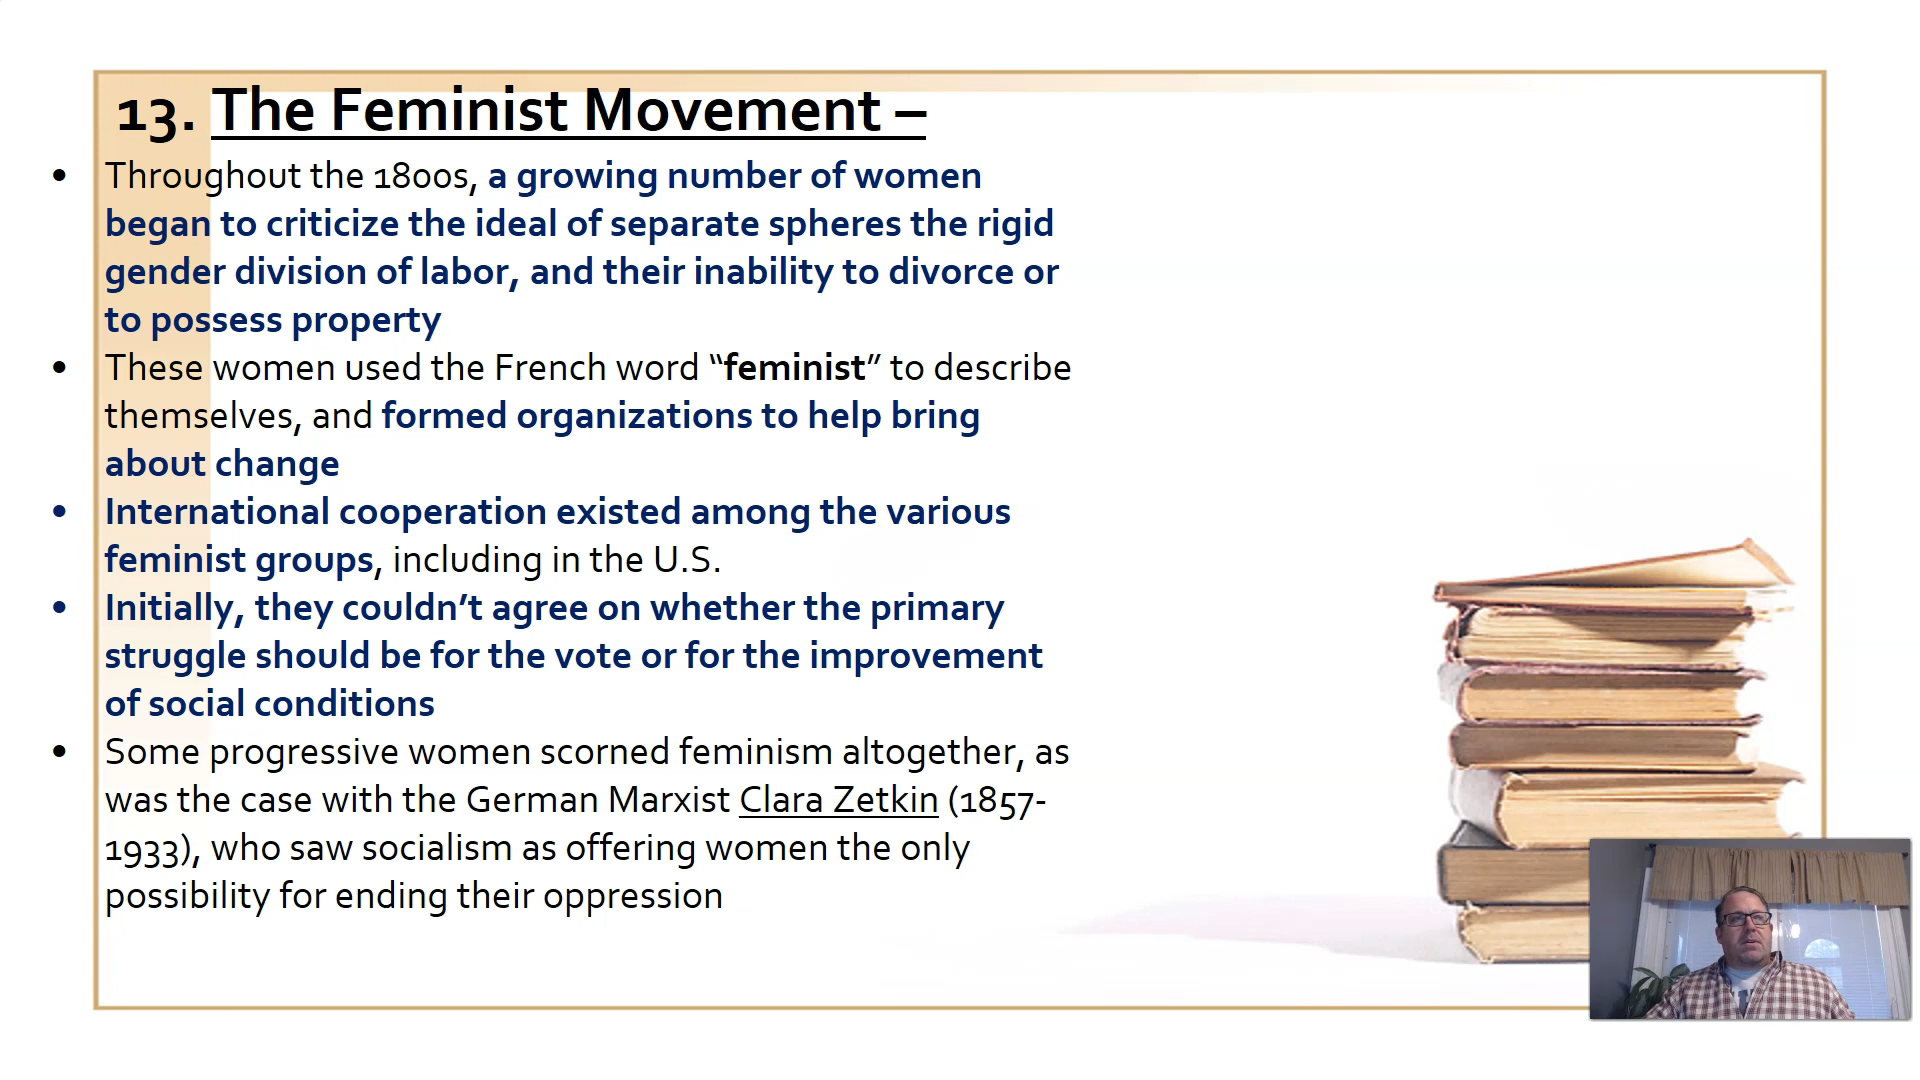 13. The Feminist Movement –
• Throughout the 1800s, a growing number of women
began to criticize the ideal of separate spheres the rigid
gender division of labor, and their inability to divorce or
to possess property
• These women used the French word “feminist” to describe
themselves, and formed organizations to help bring
about change
• International cooperation existed among the various
feminist groups, including in the U.S.
• Initially, they couldn’t agree on whether the primary
struggle should be for the vote or for the improvement
of social conditions
• Some progressive women scorned feminism altogether, as
was the case with the German Marxist Clara Zetkin (1857-
1933), who saw socialism as offering women the only
possibility for ending their oppression